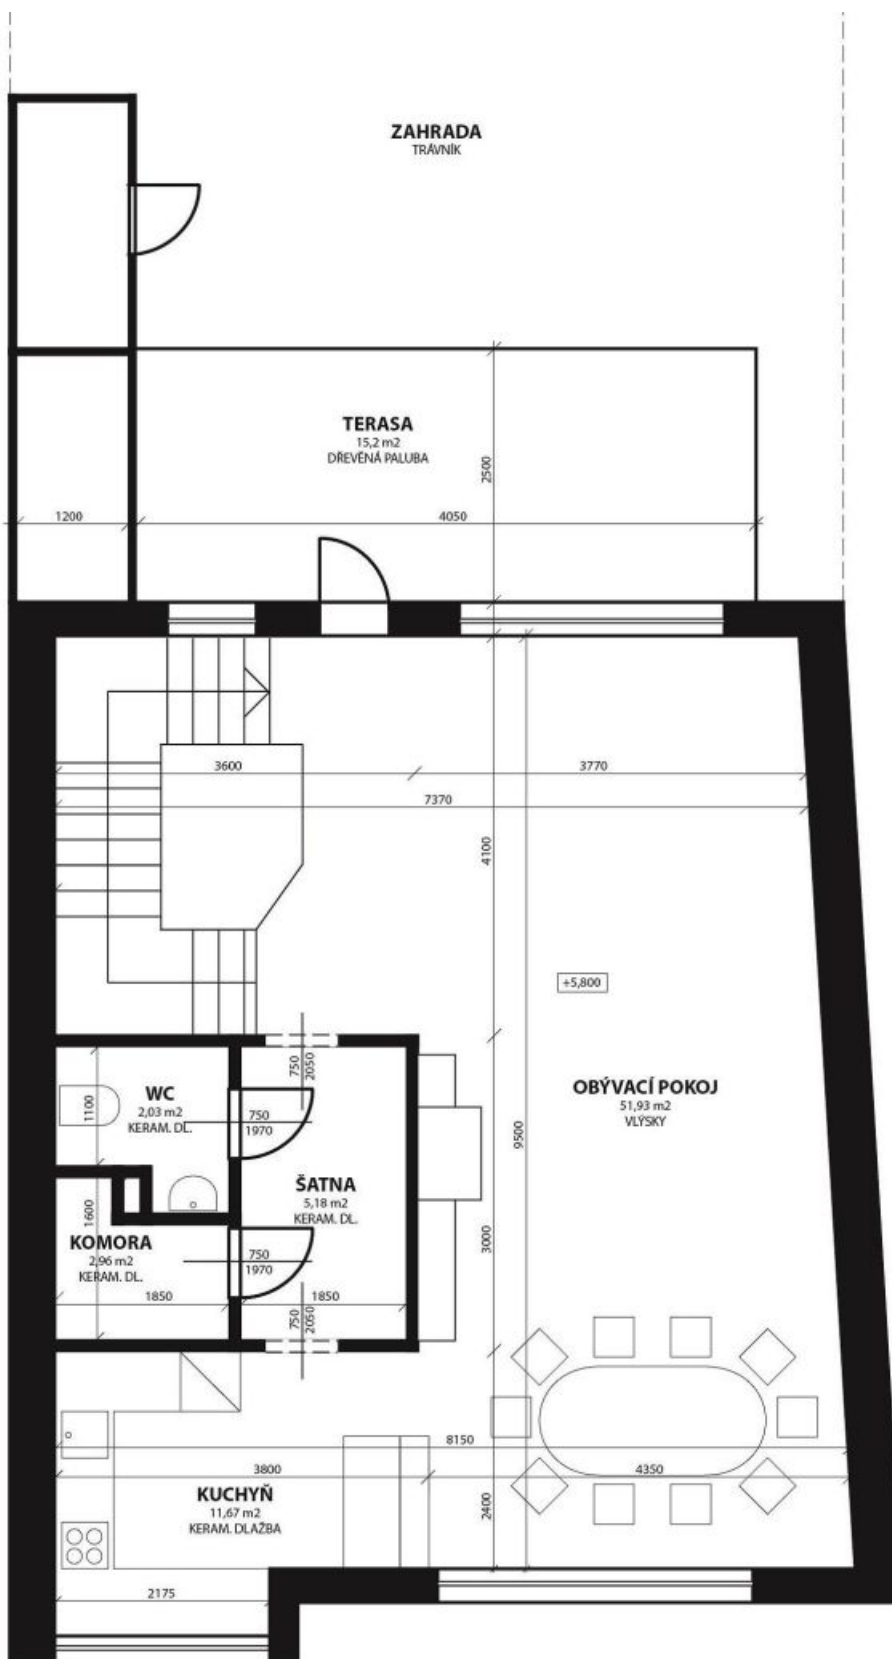 ZAHRADA
TRÁVNÍK
TERASA
15,2 m2
DŘEVĚNÁ PALUBA
2500
1200
4050
3600
3770
7370
4100
+5,800
750
2050
WC
2,03 m2
KERAM. DL.
1100
750
1970
OBÝVACÍ POKOJ
51,93 m2
VLÝSKY
9500
ŠATNA
5,18 m2
KERAM. DL.
1600
KOMORA
2,96 m2
KERAM. DL.
750
1970
3000
1850
1850
750
2050
8150
3800
4350
KUCHYŇ
11,67 m2
KERAM. DLAŽBA
2400
2175